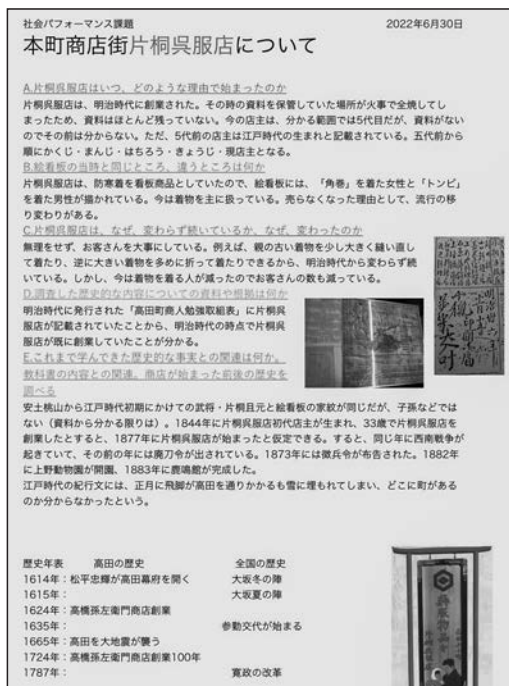 社会パフォーマンス課題
2022年6月30日
本町商店街片桐呉服店について
A.片桐呉服店はいつ、どのような理由で始まったのか
片桐呉服店は、明治時代に創業された。その時の資料を保管していた場所が火事で全焼してし
まったため、資料はほとんど残っていない。今の店主は、分かる範囲では5代目だが、資料がない
のでその前は分からない。ただ、5代前の店主は江戸時代の生まれと記載されている。五代前から
順にかくじ・まんじ・はちろう・きょうじ・現店主となる。
B.絵看板の当時と同じところ、違うところは何か
片桐呉服店は、防寒着を看板商品としていたので、絵看板には、「角巻」を着た女性と「トンビ」
を着た男性が描かれている。今は着物を主に扱っている。売らなくなった理由として、流行の移
り変わりがある。
C.片桐呉服店は、なぜ、変わらず続いているか、なぜ、変わったのか
無理をせず、お客さんを大事にしている。例えば、親の古い着物を少し大きく縫い直し
て着たり、逆に大きい着物を多めに折って着たりできるから、明治時代から変わらず続
いている。しかし、今は着物を着る人が減ったのでお客さんの数も減っている。
D.調査した歴史的な内容についての資料や根拠は何か
明治時代に発行された「高田町商人勉強取組表」に片桐呉
服店が記載されていたことから、明治時代の時点で片桐呉
服店が既に創業していたことが分かる。
E.これまで学んできた歴史的な事実との関連は何か。
教科書の内容との関連。商店が始まった前後の歴史を
調べる
安土桃山から江戸時代初期にかけての武将・片桐且元と絵看板の家紋が同じだが、子孫などでは
ない（資料から分かる限りは）。1844年に片桐呉服店初代店主が生まれ、33歳で片桐呉服店を
創業したとすると、1877年に片桐呉服店が始まったと仮定できる。すると、同じ年に西南戦争が
起きていて、その前の年には廃刀令が出されている。1873年には徴兵令が布告された。1882年
に上野動物園が開園、1883年に鹿鳴館が完成した。
江戸時代の紀行文には、正月に飛脚が高田を通りかかるも雪に埋もれてしまい、どこに町がある
のか分からなかったという。
歴史年表 高田の歴史 全国の歴史
1614年：松平忠輝が高田幕府を開く 大坂冬の陣
1615年： 大坂夏の陣
1624年：高橋孫左衛門商店創業
1635年： 参勤交代が始まる
1665年：高田を大地震が襲う
1724年：高橋孫左衛門商店創業100年
1787年： 寛政の改革